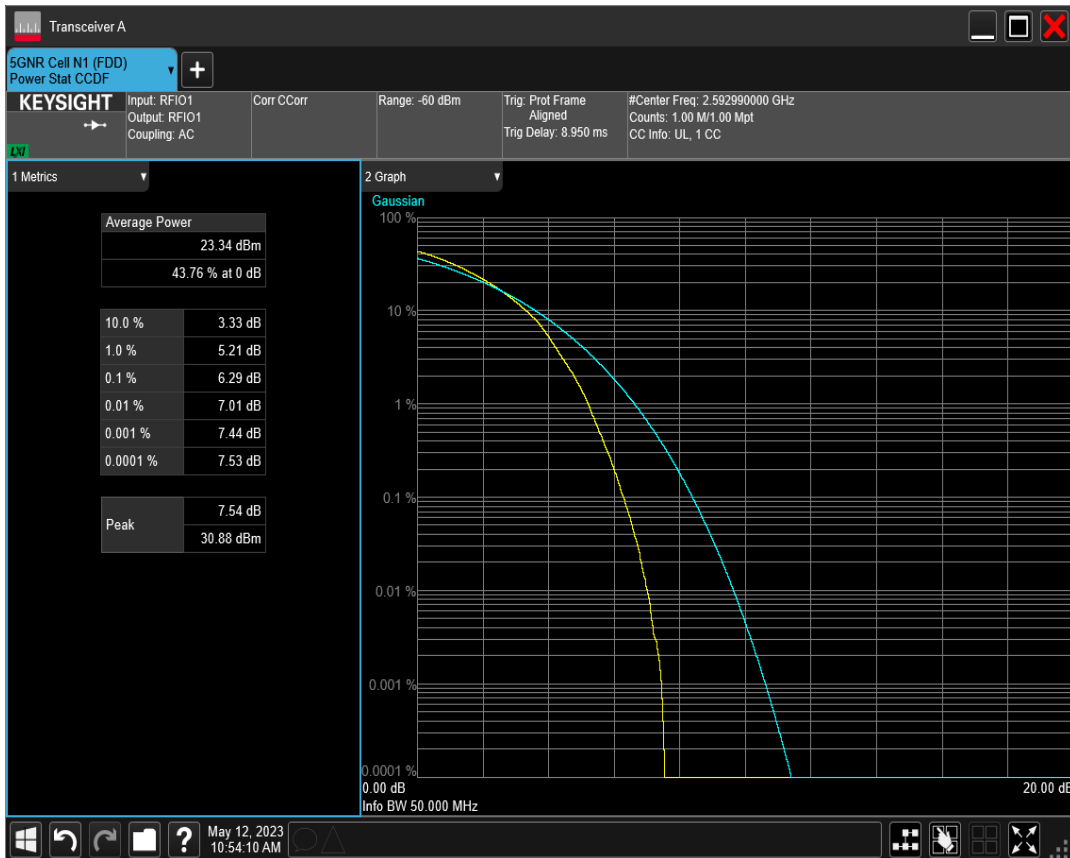 Transceiver A
5GNR Cell N1 (FDD)
Power Stat CCDF
+
KEYSIGHT
LXI
Input: RFIO1
Output: RFIO1
Coupling: AC
Corr CCorr
Range: -60 dBm
Trig: Prot Frame
Aligned
Trig Delay: 8.950 ms
#Center Freq: 2.592990000 GHz
Counts: 1.00 M/1.00 Mpt
CC Info: UL, 1 CC
1 Metrics
Average Power
23.34 dBm
43.76 % at 0 dB
10.0 % 3.33 dB
1.0 % 5.21 dB
0.1 % 6.29 dB
0.01 % 7.01 dB
0.001 % 7.44 dB
0.0001 % 7.53 dB
Peak 7.54 dB
30.88 dBm
2 Graph
Gaussian
100 %
10 %
1 %
0.1 %
0.01 %
0.001 %
0.0001 %
0.00 dB 20.00 dB
Info BW 50.000 MHz
?
May 12, 2023
10:54:10 AM